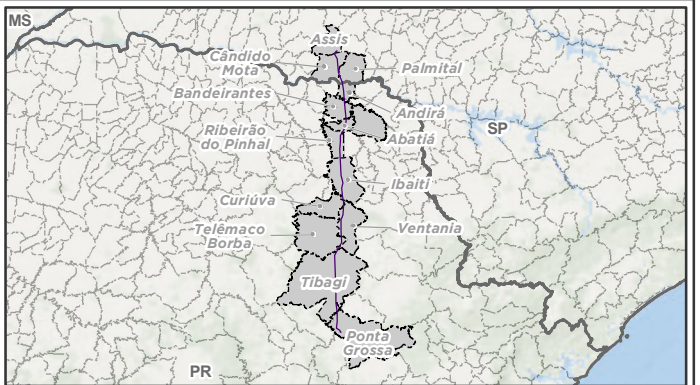 MS
Assis
Cândido
Mota
Palmital
Bandeirantes
Andirá
SP
Ribeirão
do Pinhal
Abatiá
Ibaiti
Curiúva
Telêmaco
Borba
Ventania
Tibagi
Ponta
Grossa
PR